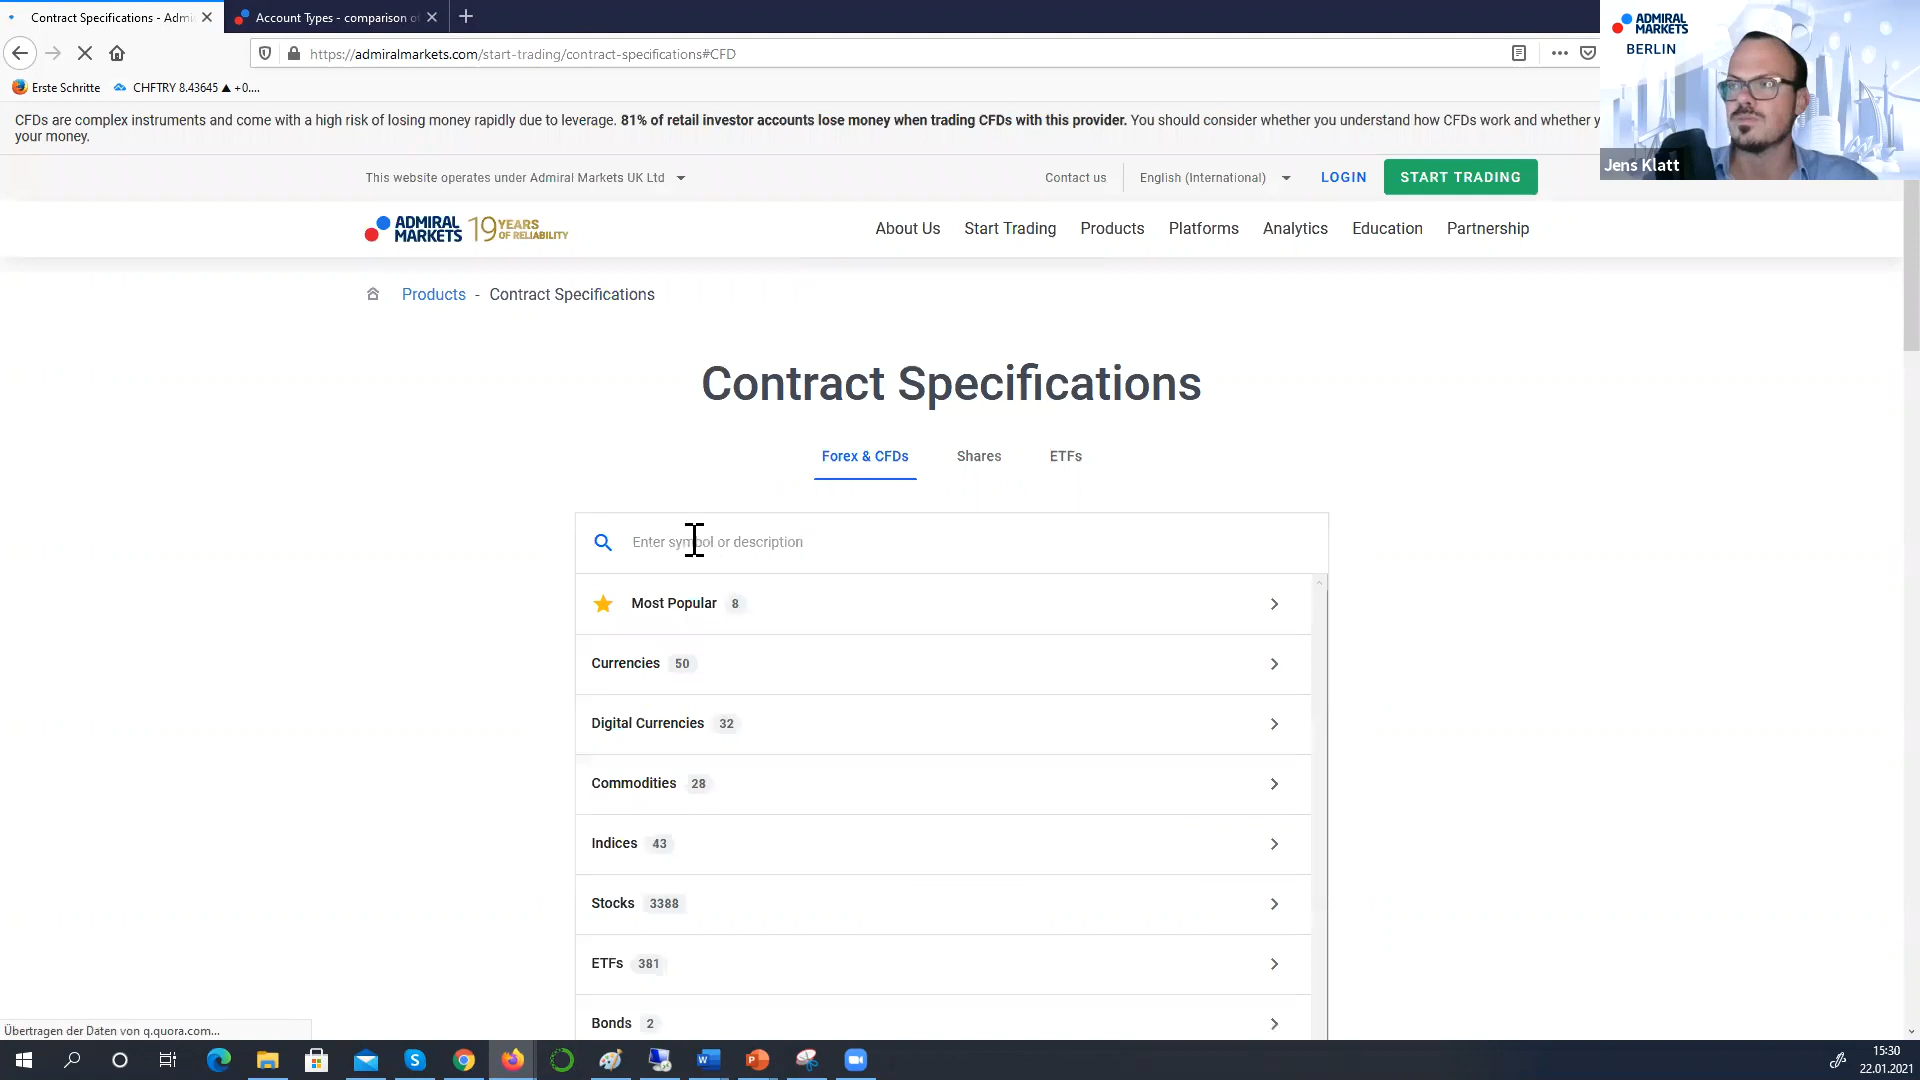 Contract Specifications - Admi
Account Types - comparison of
https://admiralmarkets.com/start-trading/contract-specifications#CFD
Erste Schritte
CHFTRY 8.43645 ▲ +0....
ADMIRAL
MARKETS
BERLIN
Jens Klatt
CFDs are complex instruments and come with a high risk of losing money rapidly due to leverage. 81% of retail investor accounts lose money when trading CFDs with this provider. You should consider whether you understand how CFDs work and whether y
your money.
This website operates under Admiral Markets UK Ltd
Contact us
English (International)
LOGIN
START TRADING
ADMIRAL
MARKETS
19 YEARS
OF RELIABILITY
About Us
Start Trading
Products
Platforms
Analytics
Education
Partnership
Products - Contract Specifications
Contract Specifications
Forex & CFDs
Shares
ETFs
Enter symbol or description
Most Popular 8
Currencies 50
Digital Currencies 32
Commodities 28
Indices 43
Stocks 3388
ETFs 381
Bonds 2
Übertragen der Daten von q.quora.com...
15:30
22.01.2021